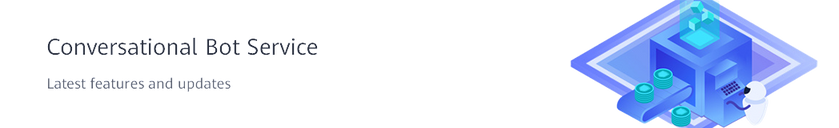 Conversational Bot Service
Latest features and updates